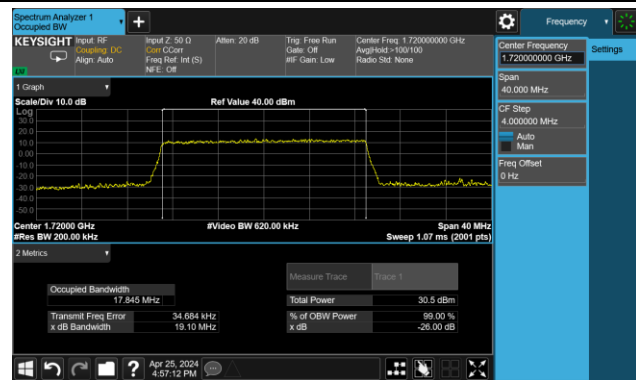 Spectrum Analyzer 1
Occupied BW
Frequency
KEYSIGHT
Input: RF
Coupling: DC
Align: Auto
Input Z: 50 Ω
Corr CCorr
Freq Ref: Int (S)
NFE: Off
Atten: 20 dB
Trig: Free Run
Gate: Off
#IF Gain: Low
Center Freq: 1.720000000 GHz
Avg|Hold:>100/100
Radio Std: None
Center Frequency
1.720000000 GHz
Settings
Span
40.000 MHz
CF Step
4.000000 MHz
Auto
Man
Freq Offset
0 Hz
1 Graph
Scale/Div 10.0 dB
Ref Value 40.00 dBm
Log
30.0
20.0
10.0
0.00
-10.0
-20.0
-30.0
-40.0
-50.0
Center 1.72000 GHz
#Video BW 620.00 kHz
Span 40 MHz
#Res BW 200.00 kHz
Sweep 1.07 ms (2001 pts)
2 Metrics
Measure Trace
Trace 1
Occupied Bandwidth
17.845 MHz
Total Power
30.5 dBm
Transmit Freq Error
34.684 kHz
% of OBW Power
99.00 %
x dB Bandwidth
19.10 MHz
x dB
-26.00 dB
?
Apr 25, 2024
4:57:12 PM